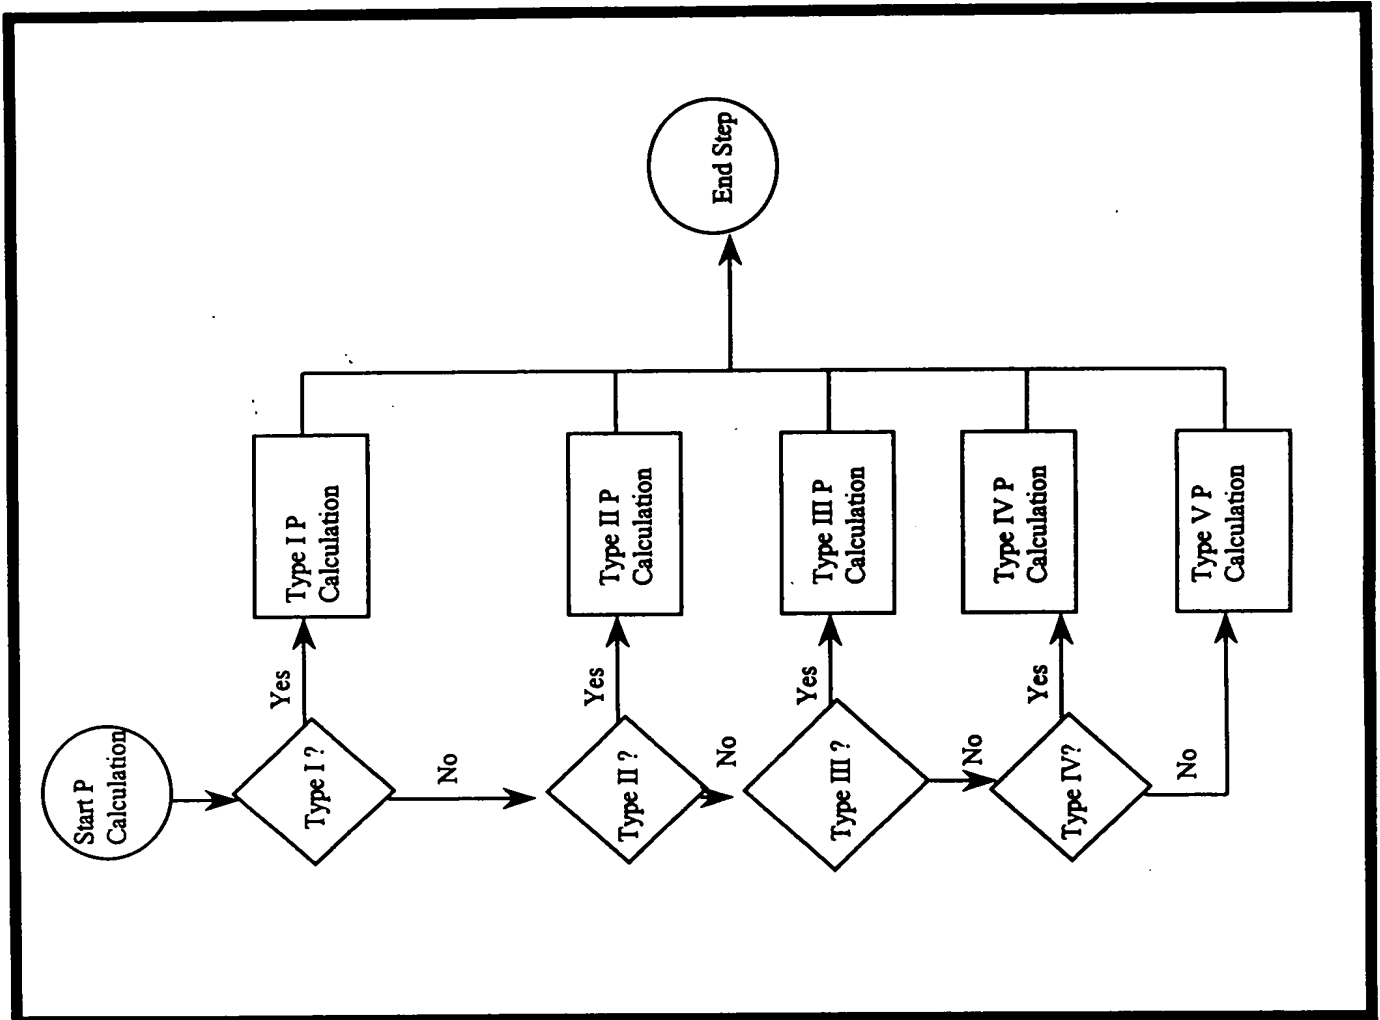 Start P
Calculation
Type I ?
Yes
No
Type I P
Calculation
Type II ?
Yes
No
Type II P
Calculation
Type III ?
Yes
No
Type III P
Calculation
Type IV?
Yes
No
Type IV P
Calculation
Type V P
Calculation
End Step